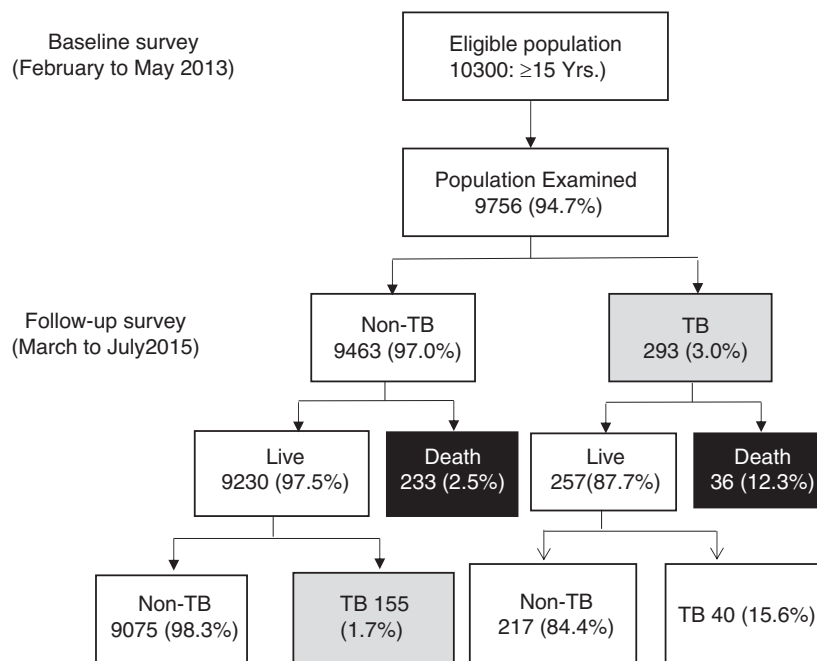 Baseline survey
(February to May 2013)
Eligible population
10300: ≥15 Yrs.)
Population Examined
9756 (94.7%)
Follow-up survey
(March to July2015)
Non-TB
9463 (97.0%)
TB
293 (3.0%)
Live
9230 (97.5%)
Death
233 (2.5%)
Live
257(87.7%)
Death
36 (12.3%)
Non-TB
9075 (98.3%)
TB 155
(1.7%)
Non-TB
217 (84.4%)
TB 40 (15.6%)